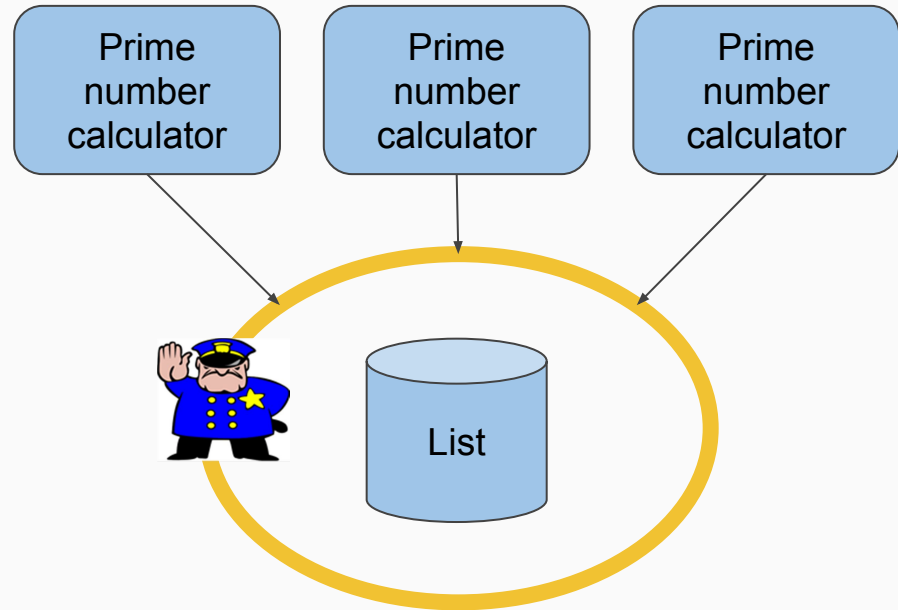 Prime
number
calculator
Prime
number
calculator
Prime
number
calculator
List